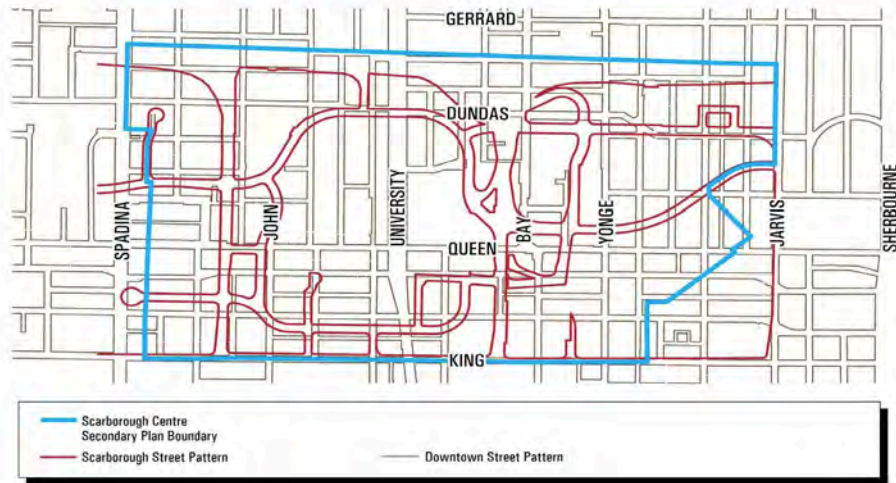 GERRARD
DUNDAS
SPADINA
JOHN
UNIVERSITY
QUEEN
BAY
YONGE
JARVIS
SHERBOURNE
KING
Scarborough Centre
Secondary Plan Boundary
Scarborough Street Pattern
Downtown Street Pattern